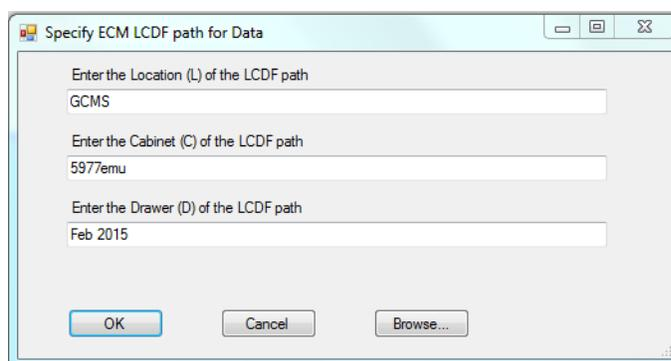 Specify ECM LCDF path for Data
Enter the Location (L) of the LCDF path
GCMS
Enter the Cabinet (C) of the LCDF path
5977emu
Enter the Drawer (D) of the LCDF path
Feb 2015
OK Cancel Browse...